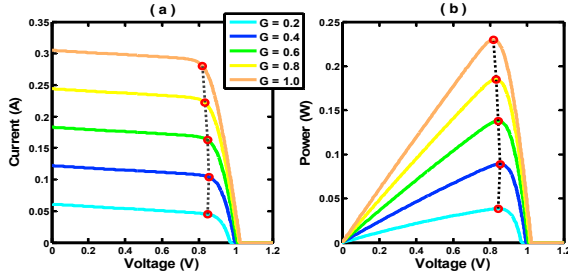 ( a )
Current (A)
0.35
0.3
0.25
0.2
0.15
0.1
0.05
0
0 0.2 0.4 0.6 0.8 1.0 1.2
Voltage (V)
G = 0.2
G = 0.4
G = 0.6
G = 0.8
G = 1.0
( b )
Power (W)
0.25
0.2
0.15
0.1
0.05
0
0 0.2 0.4 0.6 0.8 1.0 1.2
Voltage (V)